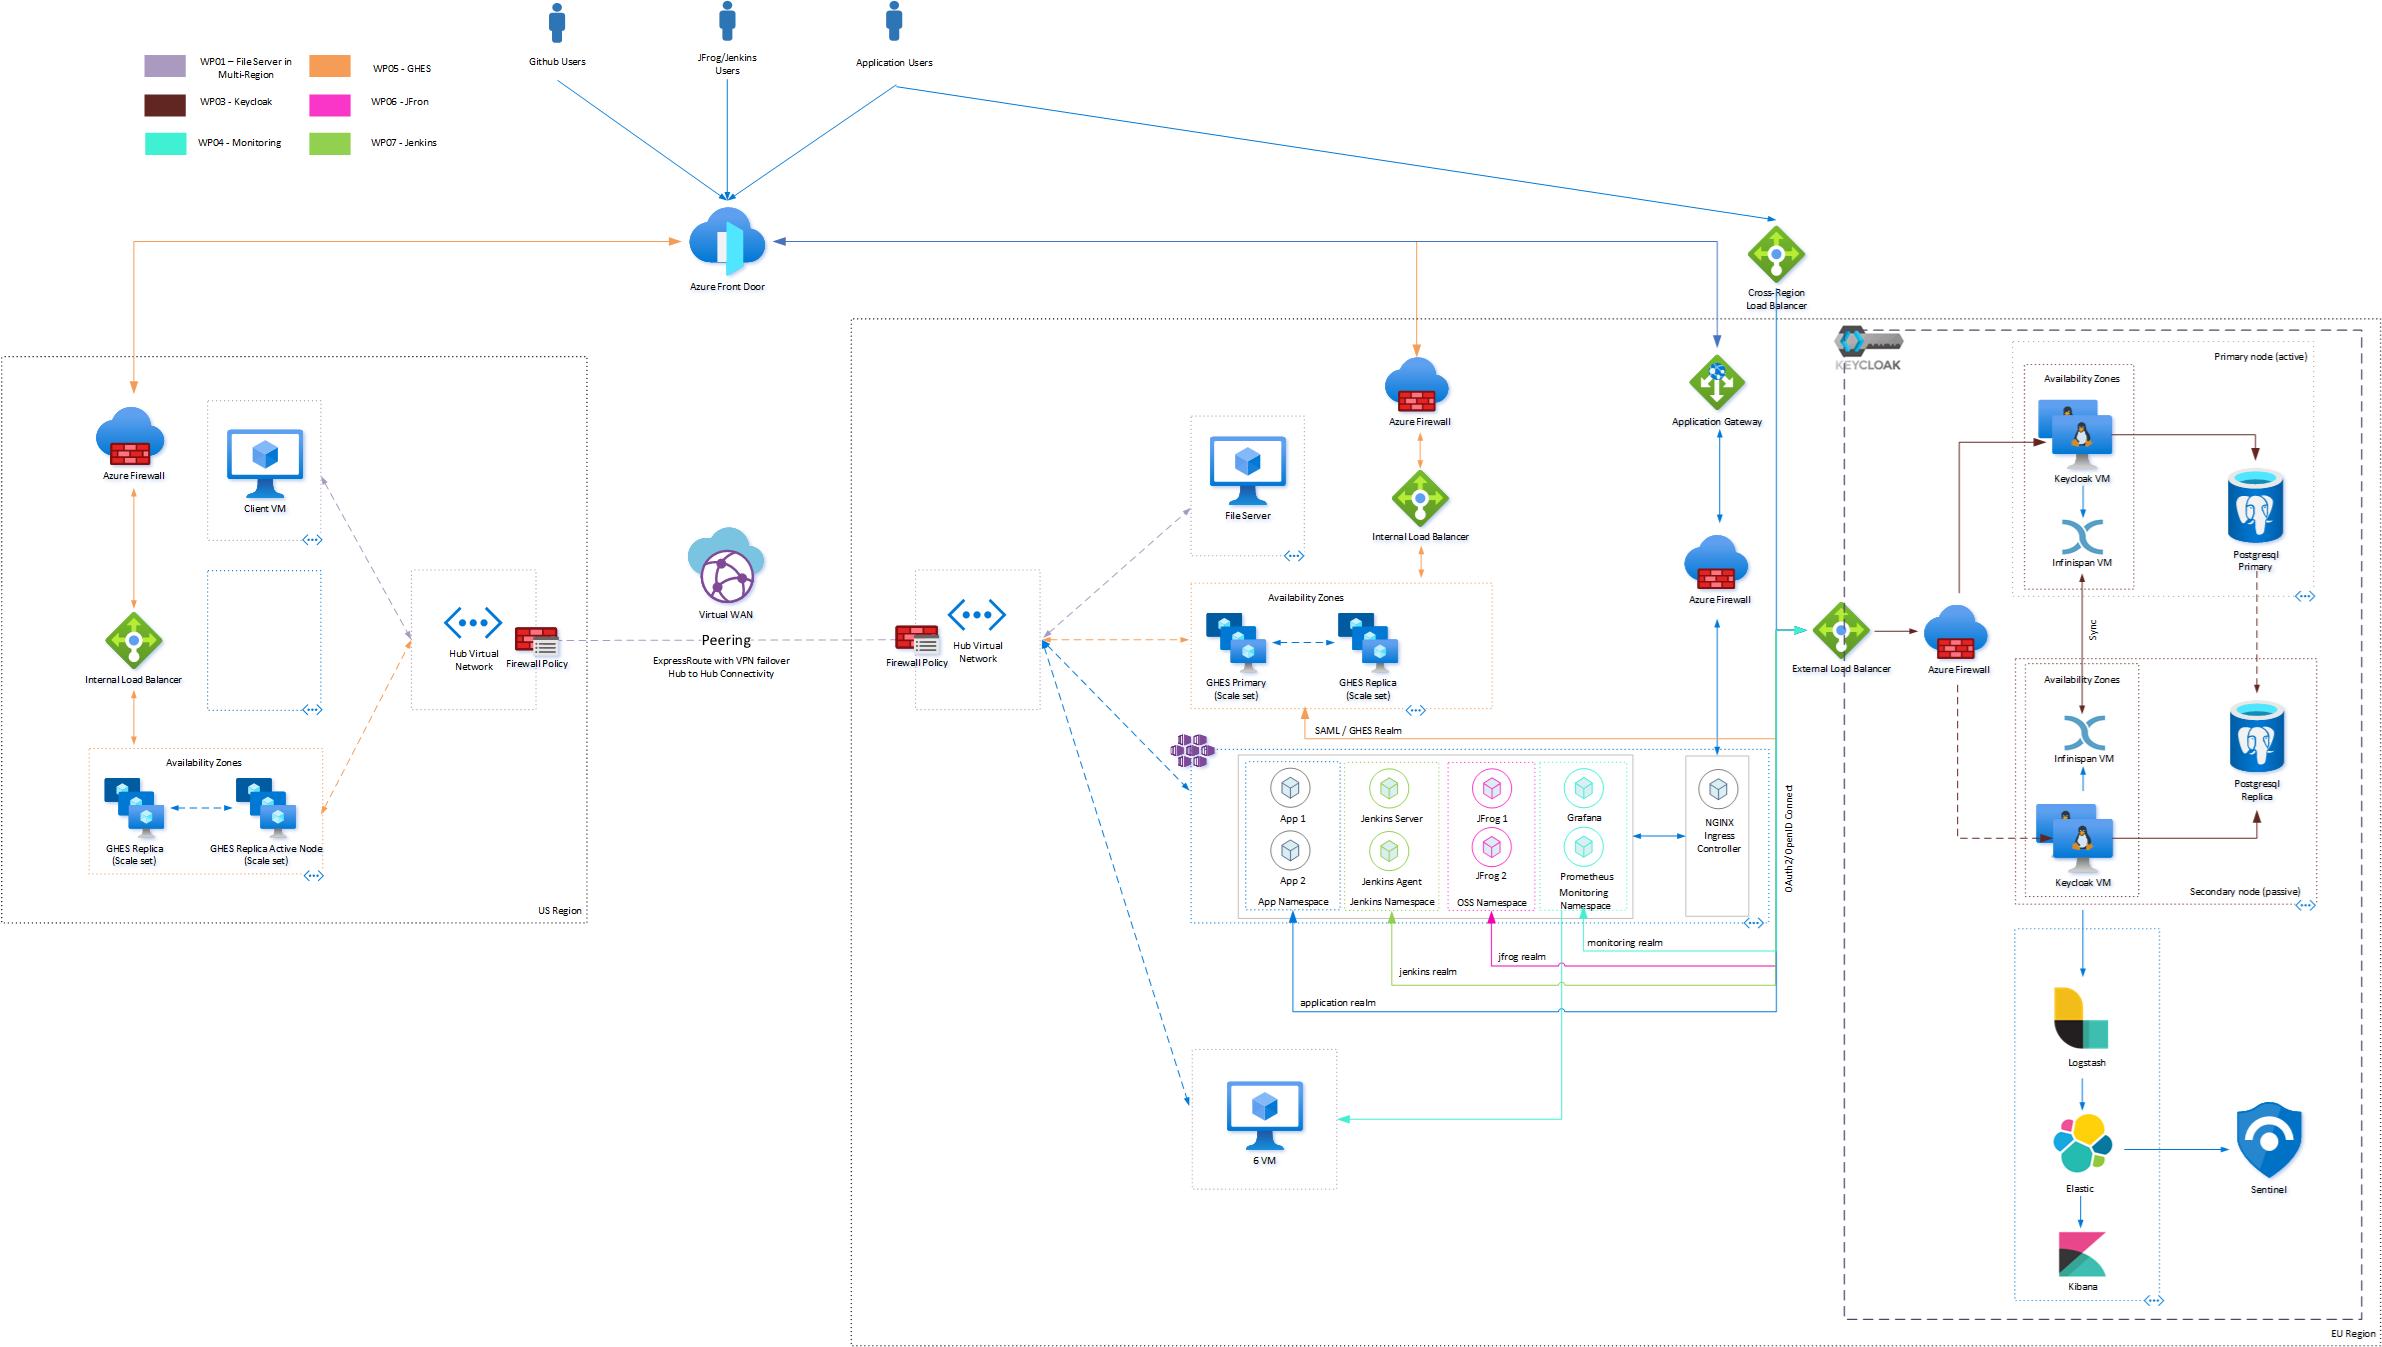 Github Users
JFrog/Jenkins
Users
Application Users
WP01 – File Server in
Multi-Region
WP05 - GHES
WP03 - Keycloak
WP06 - JFron
WP04 - Monitoring
WP07 - Jenkins
Azure Front Door
Cross-Region
Load Balancer
Azure Firewall
Client VM
Internal Load Balancer
Hub Virtual
Network
Firewall Policy
Availability Zones
GHES Replica
(Scale set)
GHES Replica Active Node
(Scale set)
US Region
Virtual WAN
Peering
ExpressRoute with VPN failover
Hub to Hub Connectivity
Firewall Policy
Hub Virtual
Network
File Server
Azure Firewall
Internal Load Balancer
Availability Zones
GHES Primary
(Scale set)
GHES Replica
(Scale set)
SAML / GHES Realm
Application Gateway
Azure Firewall
App 1
App 2
App Namespace
Jenkins Server
Jenkins Agent
Jenkins Namespace
JFrog 1
JFrog 2
OSS Namespace
Grafana
Prometheus
Monitoring
Namespace
NGINX
Ingress
Controller
monitoring realm
jfrog realm
jenkins realm
application realm
OAuth2/OpenID Connect
6 VM
KEYCLOAK
External Load Balancer
Azure Firewall
Primary node (active)
Availability Zones
Keycloak VM
Infinispan VM
Postgresql
Primary
Sync
Availability Zones
Infinispan VM
Keycloak VM
Postgresql
Replica
Secondary node (passive)
Logstash
Elastic
Sentinel
Kibana
EU Region